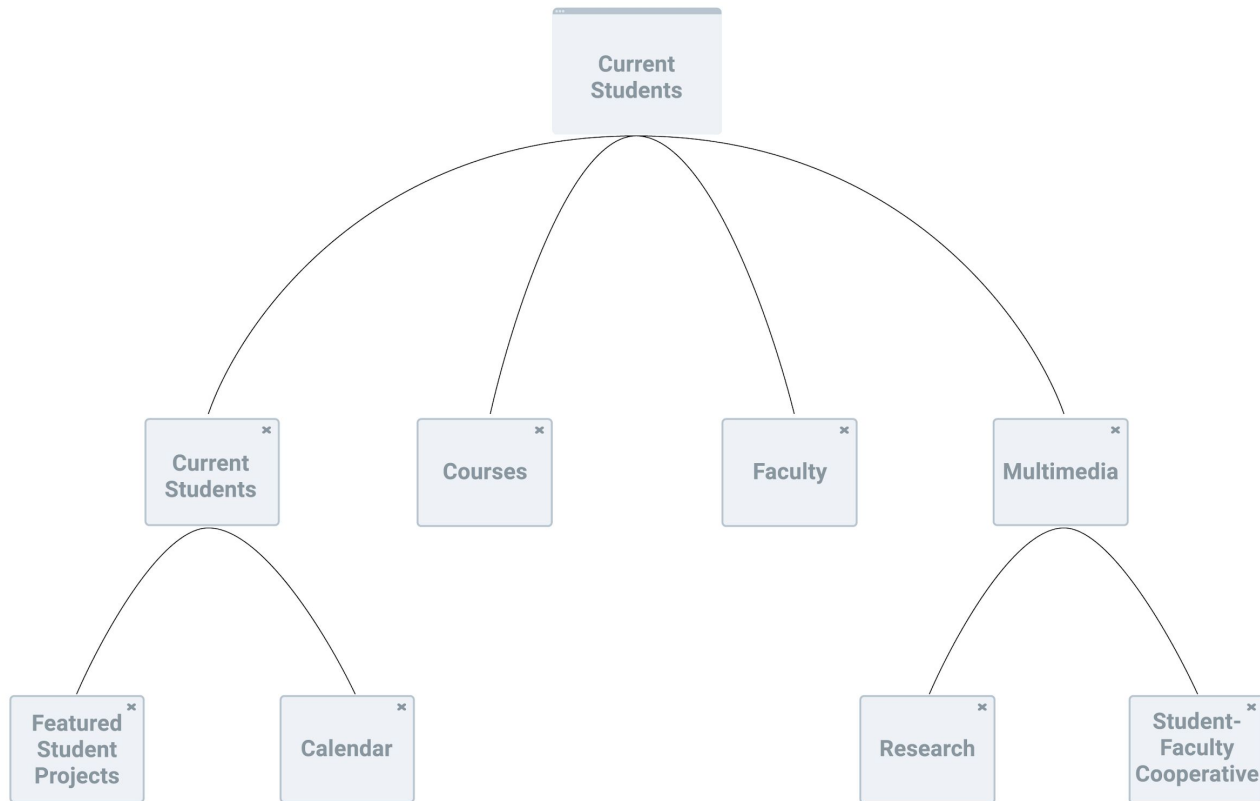 Current
Students
Current
Students
Courses
Faculty
Multimedia
Featured
Student
Projects
Calendar
Research
Student-
Faculty
Cooperative